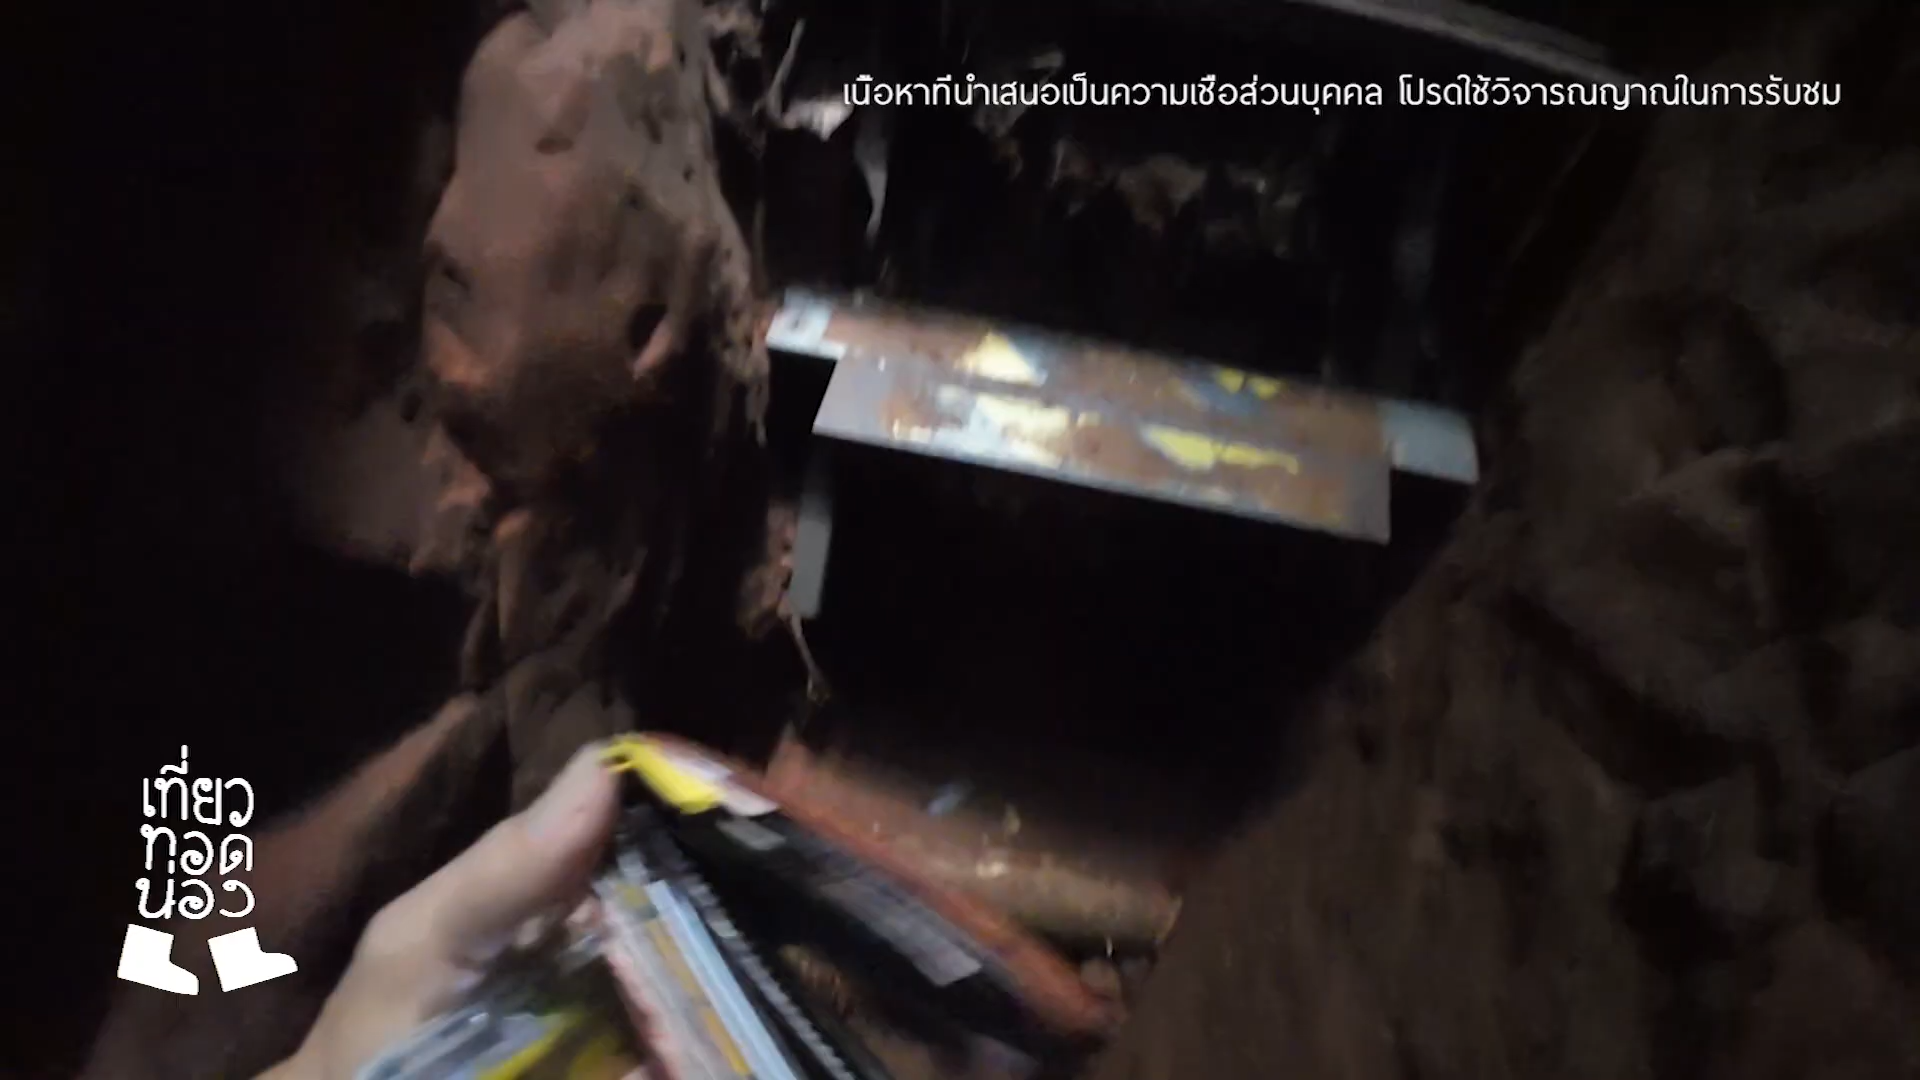 เนื้อหาที่นำเสนอเป็นความเชื่อส่วนบุคคล โปรดใช้วิจารณญาณในการรับชม
เที่ยว
ทอด
น่อง